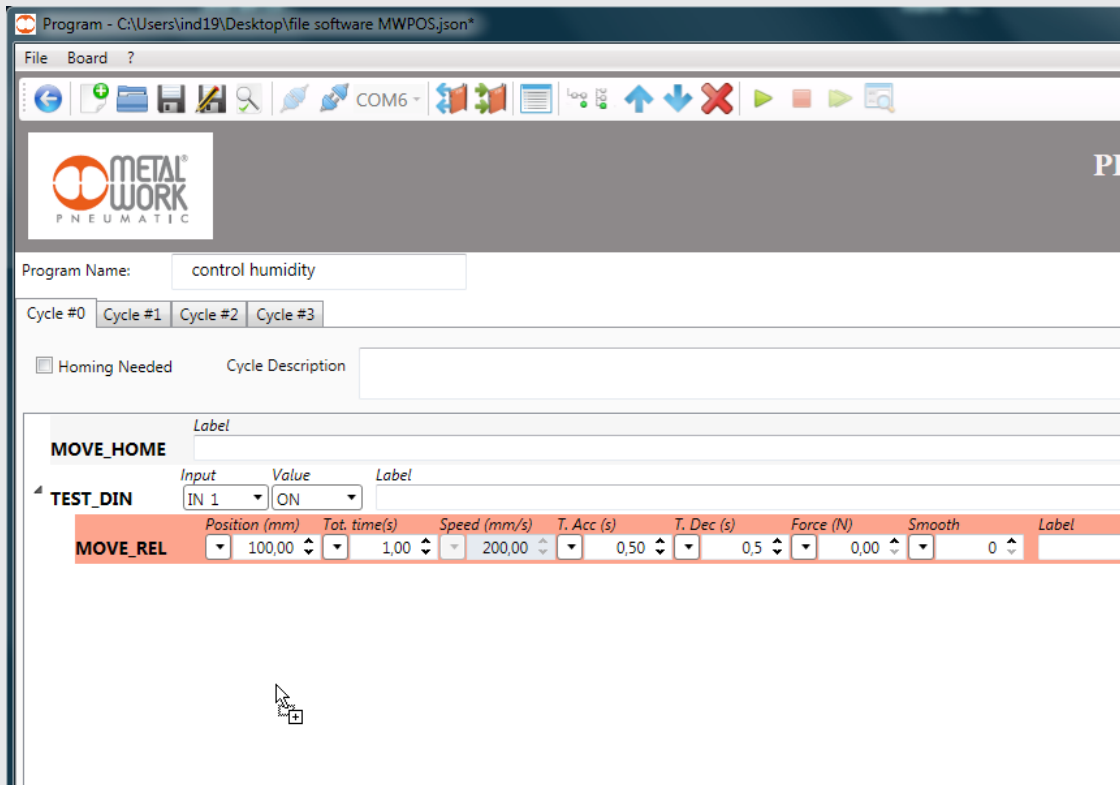 Program - C:\Users\ind19\Desktop\file software MWPOS.json*
File Board ?
COM6
METAL® WORK
PNEUMATIC
Program Name: control humidity
Cycle #0 Cycle #1 Cycle #2 Cycle #3
Homing Needed Cycle Description
Label
MOVE_HOME
Input Value Label
TEST_DIN IN 1 ON
Position (mm) Tot. time(s) Speed (mm/s) T. Acc (s) T. Dec (s) Force (N) Smooth Label
MOVE_REL 100,00 1,00 200,00 0,50 0,5 0,00 0